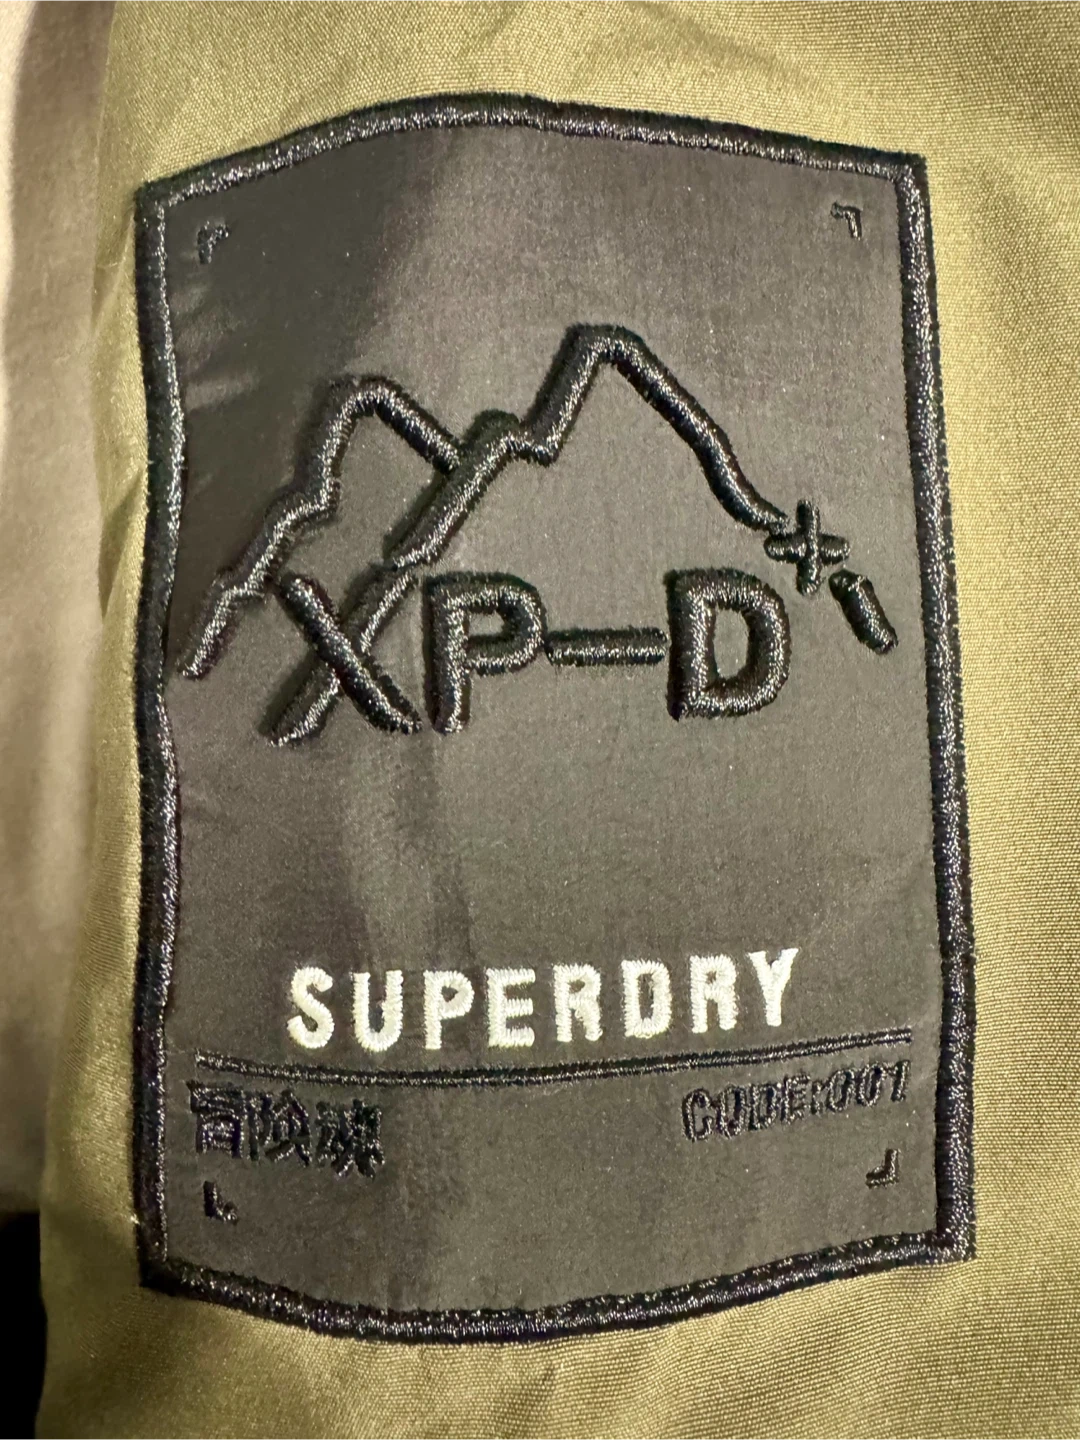 XP-D
SUPERDRY
冒険魂
CODE:001